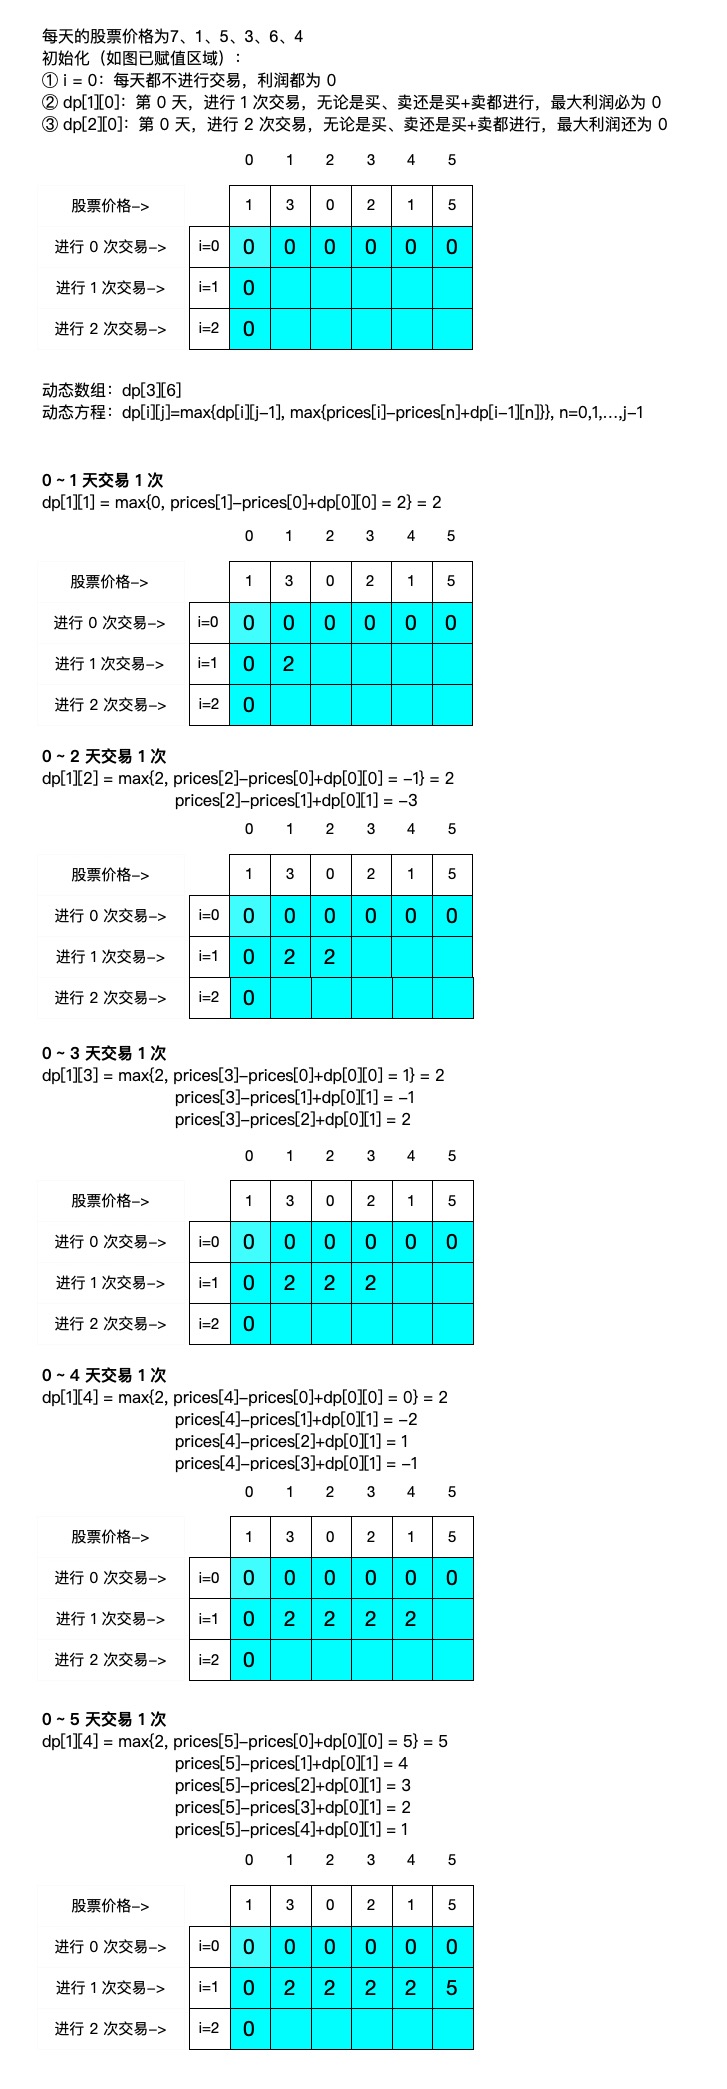 每天的股票价格为7、1、5、3、6、4
初始化（如图已赋值区域）：
① i = 0：每天都不进行交易，利润都为 0
② dp[1][0]：第 0 天，进行 1 次交易，无论是买、卖还是买+卖都进行，最大利润必为 0
③ dp[2][0]：第 0 天，进行 2 次交易，无论是买、卖还是买+卖都进行，最大利润还为 0
0 1 2 3 4 5
股票价格–> 1 3 0 2 1 5
进行 0 次交易–> i=0 0 0 0 0 0 0
进行 1 次交易–> i=1 0
进行 2 次交易–> i=2 0
动态数组：dp[3][6]
动态方程：dp[i][j]=max{dp[i][j–1], max{prices[i]–prices[n]+dp[i–1][n]}}, n=0,1,...,j–1
0 ~ 1 天交易 1 次
dp[1][1] = max{0, prices[1]–prices[0]+dp[0][0] = 2} = 2
0 1 2 3 4 5
股票价格–> 1 3 0 2 1 5
进行 0 次交易–> i=0 0 0 0 0 0 0
进行 1 次交易–> i=1 0 2
进行 2 次交易–> i=2 0
0 ~ 2 天交易 1 次
dp[1][2] = max{2, prices[2]–prices[0]+dp[0][0] = –1} = 2
prices[2]–prices[1]+dp[0][1] = –3
0 1 2 3 4 5
股票价格–> 1 3 0 2 1 5
进行 0 次交易–> i=0 0 0 0 0 0 0
进行 1 次交易–> i=1 0 2 2
进行 2 次交易–> i=2 0
0 ~ 3 天交易 1 次
dp[1][3] = max{2, prices[3]–prices[0]+dp[0][0] = 1} = 2
prices[3]–prices[1]+dp[0][1] = –1
prices[3]–prices[2]+dp[0][1] = 2
0 1 2 3 4 5
股票价格–> 1 3 0 2 1 5
进行 0 次交易–> i=0 0 0 0 0 0 0
进行 1 次交易–> i=1 0 2 2 2
进行 2 次交易–> i=2 0
0 ~ 4 天交易 1 次
dp[1][4] = max{2, prices[4]–prices[0]+dp[0][0] = 0} = 2
prices[4]–prices[1]+dp[0][1] = –2
prices[4]–prices[2]+dp[0][1] = 1
prices[4]–prices[3]+dp[0][1] = –1
0 1 2 3 4 5
股票价格–> 1 3 0 2 1 5
进行 0 次交易–> i=0 0 0 0 0 0 0
进行 1 次交易–> i=1 0 2 2 2 2
进行 2 次交易–> i=2 0
0 ~ 5 天交易 1 次
dp[1][4] = max{2, prices[5]–prices[0]+dp[0][0] = 5} = 5
prices[5]–prices[1]+dp[0][1] = 4
prices[5]–prices[2]+dp[0][1] = 3
prices[5]–prices[3]+dp[0][1] = 2
prices[5]–prices[4]+dp[0][1] = 1
0 1 2 3 4 5
股票价格–> 1 3 0 2 1 5
进行 0 次交易–> i=0 0 0 0 0 0 0
进行 1 次交易–> i=1 0 2 2 2 2 5
进行 2 次交易–> i=2 0